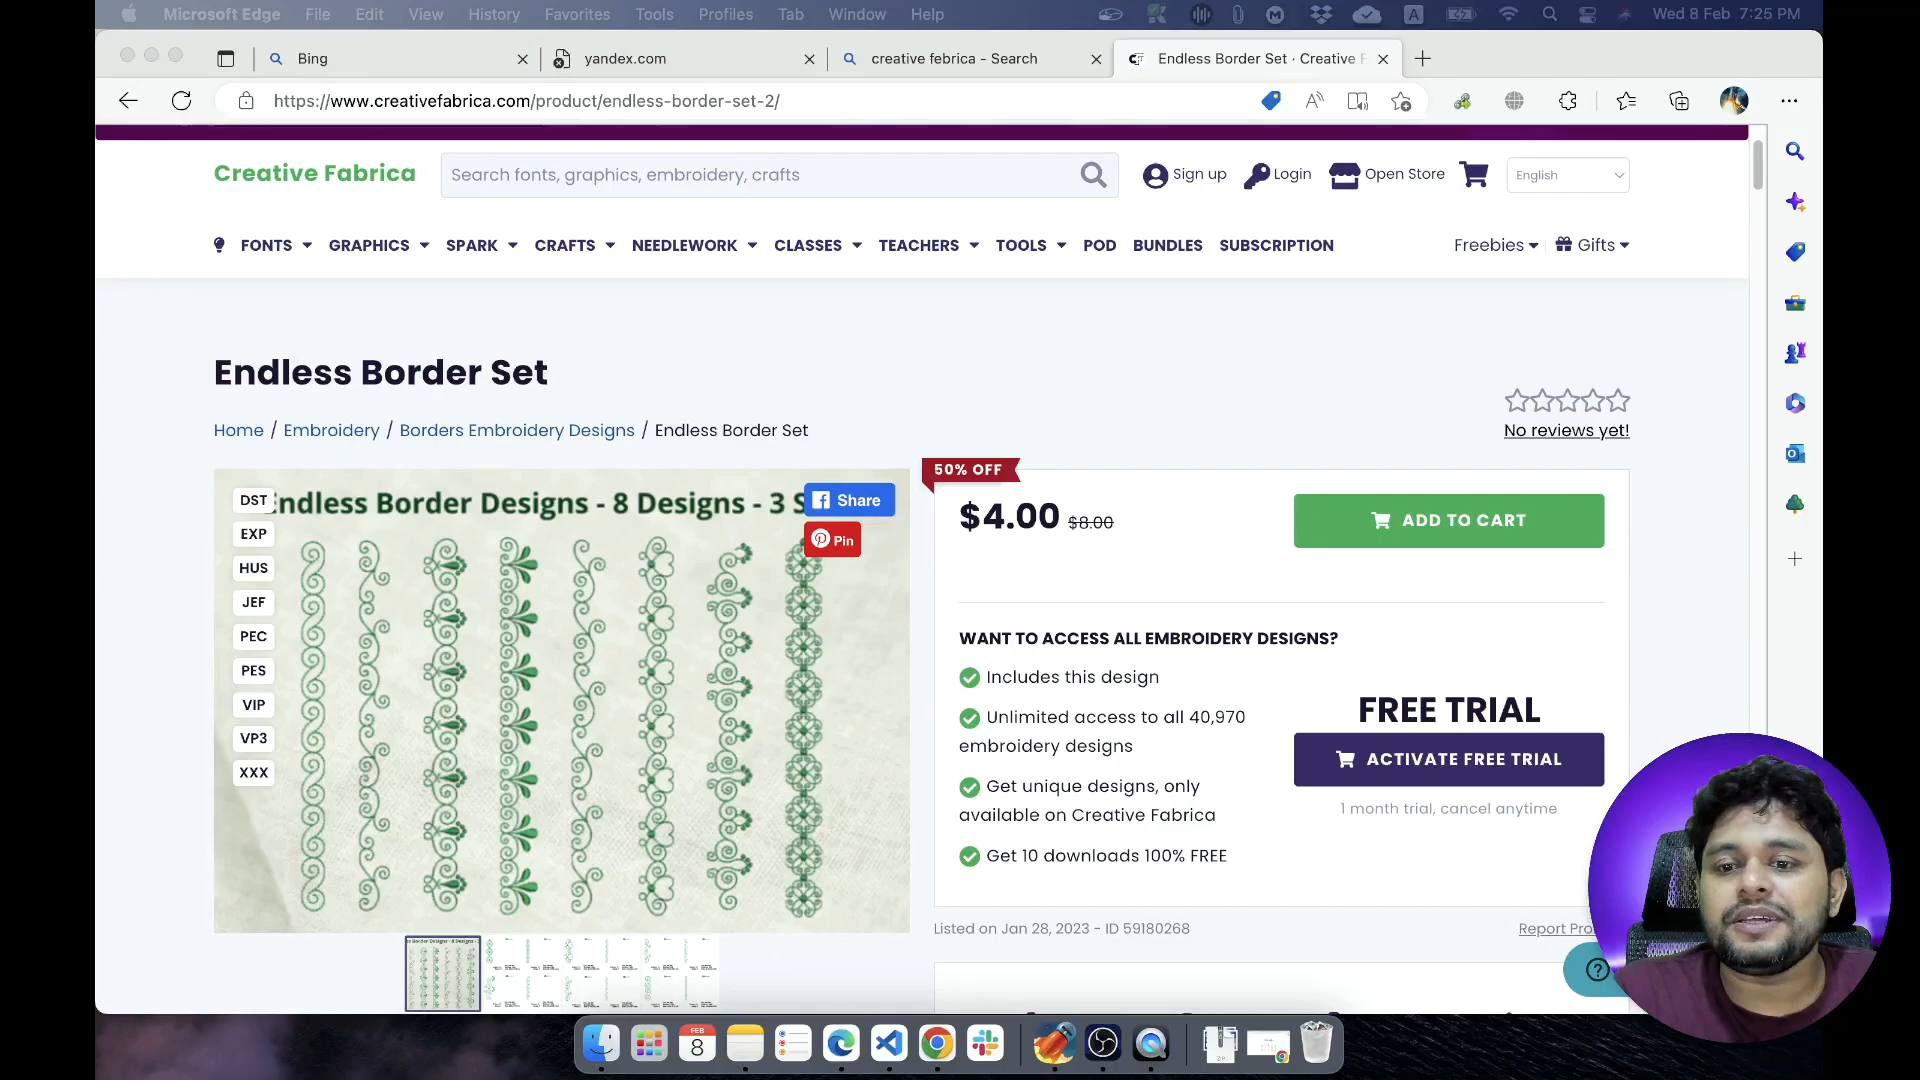 Microsoft Edge File Edit View History Favorites Tools Profiles Tab Window Help
Wed 8 Feb 7:25 PM
Bing
yandex.com
creative febrica - Search
Endless Border Set · Creative F
https://www.creativefabrica.com/product/endless-border-set-2/
Creative Fabrica
Search fonts, graphics, embroidery, crafts
Sign up
Login
Open Store
English
FONTS GRAPHICS SPARK CRAFTS NEEDLEWORK CLASSES TEACHERS TOOLS POD BUNDLES SUBSCRIPTION
Freebies
Gifts
Endless Border Set
No reviews yet!
Home / Embroidery / Borders Embroidery Designs / Endless Border Set
Endless Border Designs - 8 Designs - 3 S
Share
Pin
DST
EXP
HUS
JEF
PEC
PES
VIP
VP3
XXX
50% OFF
$4.00 $8.00
ADD TO CART
WANT TO ACCESS ALL EMBROIDERY DESIGNS?
Includes this design
Unlimited access to all 40,970
embroidery designs
Get unique designs, only
available on Creative Fabrica
Get 10 downloads 100% FREE
FREE TRIAL
ACTIVATE FREE TRIAL
1 month trial, cancel anytime
Listed on Jan 28, 2023 - ID 59180268
Report Pro
FEB
8